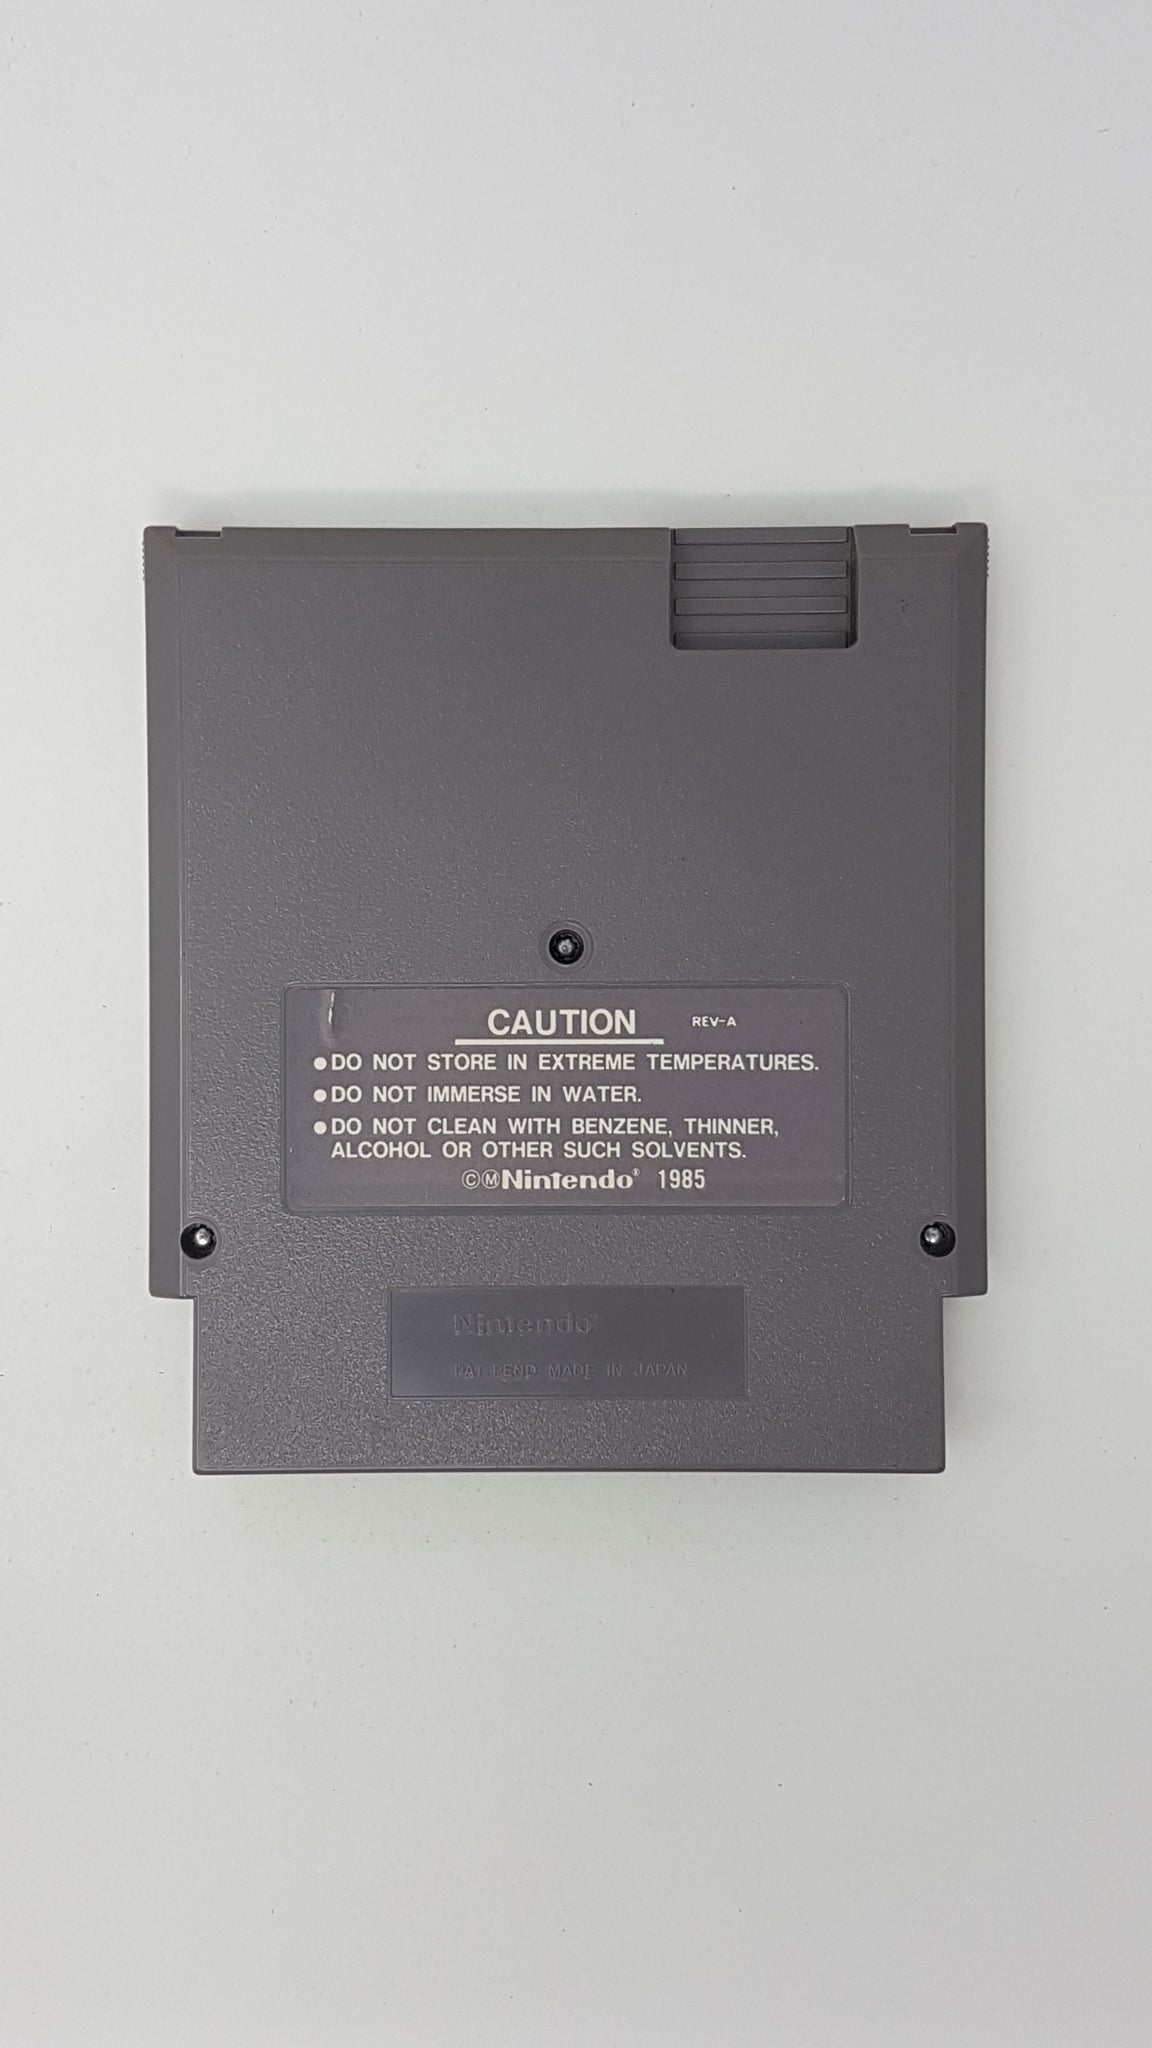 CAUTION REV-A
●DO NOT STORE IN EXTREME TEMPERATURES.
●DO NOT IMMERSE IN WATER.
●DO NOT CLEAN WITH BENZENE, THINNER,
ALCOHOL OR OTHER SUCH SOLVENTS.
©ⓂNintendo® 1985
Nintendo®
PAT.PEND MADE IN JAPAN